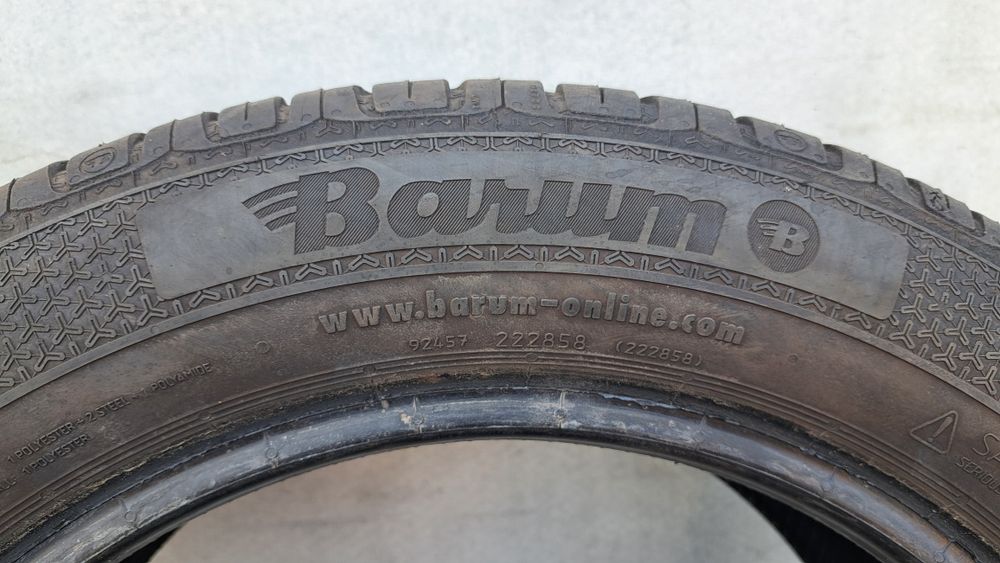 Barum B
www.barum-online.com
92457 222858 (222858)
1 POLYESTER + 2 STEEL + 1 POLYAMIDE
1 POLYESTER